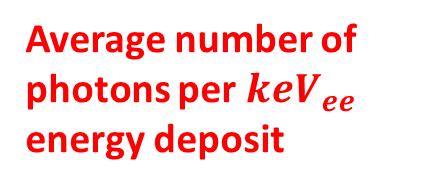 Average number of
photons per keV_ee
energy deposit